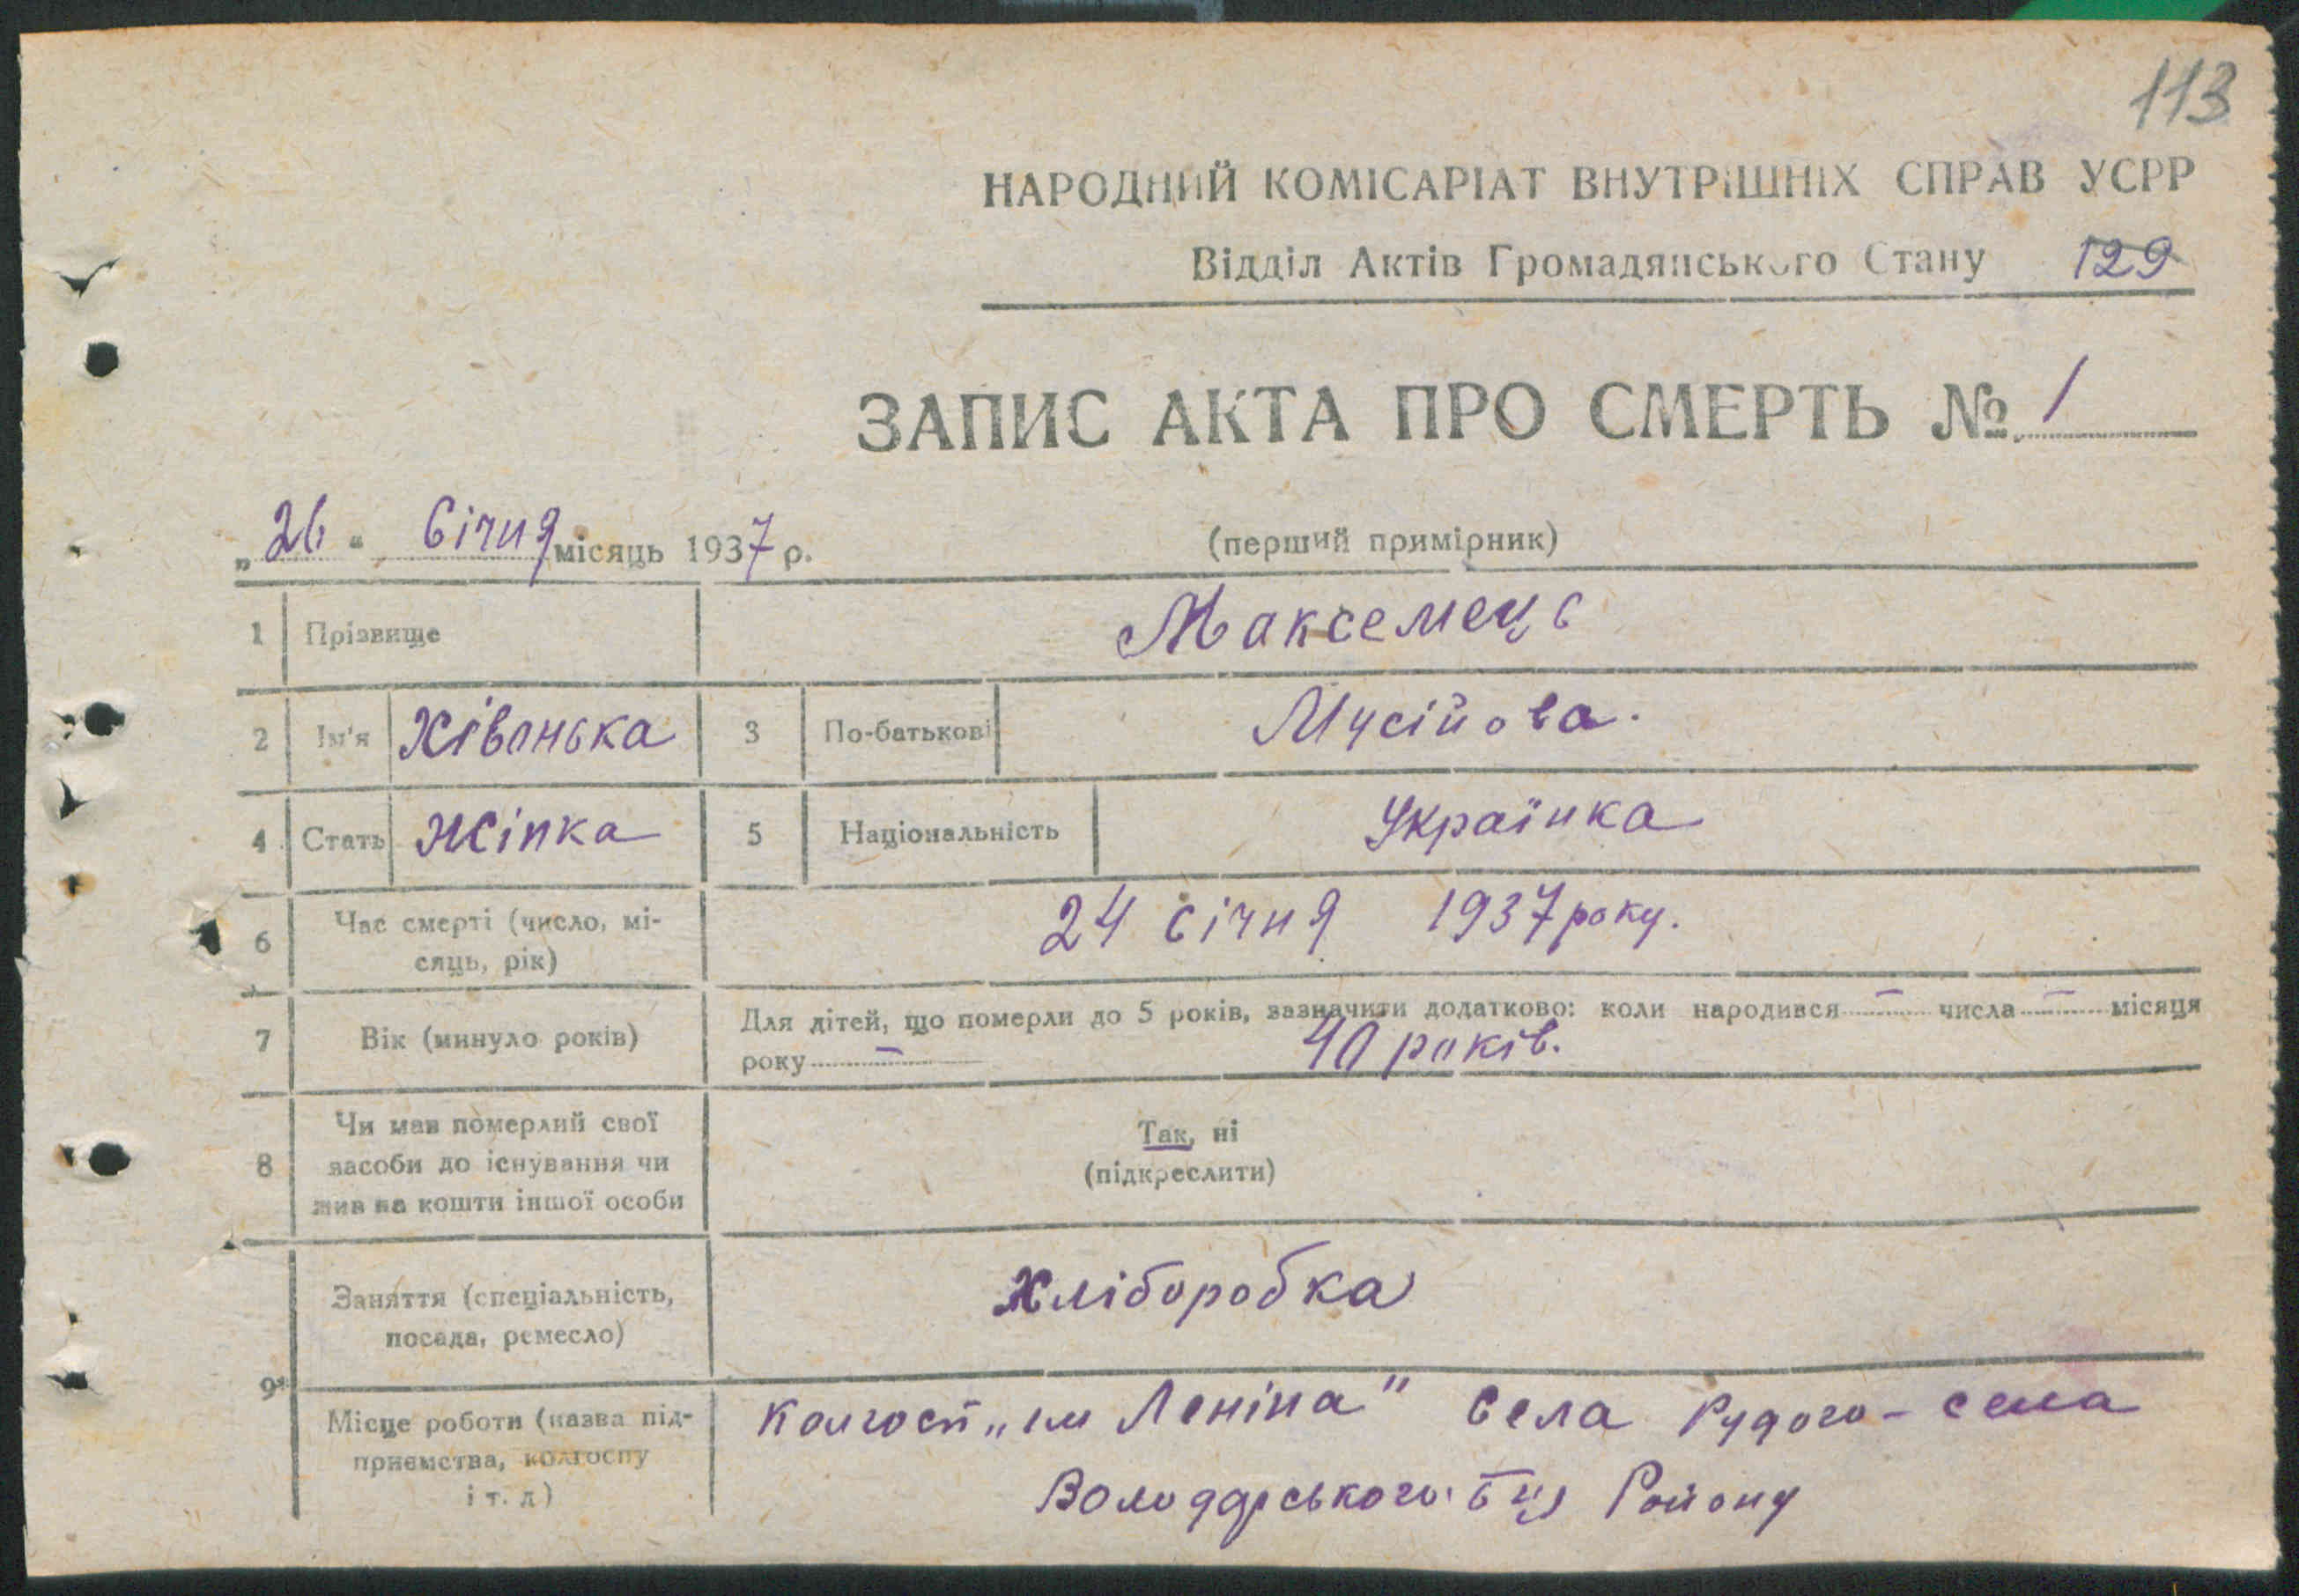 113
НАРОДНИЙ КОМІСАРІАТ ВНУТРІШНІХ СПРАВ УСРР
Відділ Актів Громадянського Стану 129
ЗАПИС АКТА ПРО СМЕРТЬ № 1
„26“ Січня місяць 1937 р. (перший примірник)
1 Прізвище Максемець
2 Ім'я Хівонька 3 По-батькові Мусійова.
4 Стать Жінка 5 Національність Українка
6 Час смерті (число, мі-
сяць, рік) 24 січня 1937 року.
7 Вік (минуло років) Для дітей, що померли до 5 років, зазначити додатково: коли народився — числа — місяця
року — 40 років.
8 Чи мав померлий свої
засоби до існування чи
жив на кошти іншої особи
Так, ні
(підкреслити)
9 Заняття (спеціальність,
посада, ремесло) Хліборобка
Місце роботи (назва під-
приємства, колгоспу
і т. д) Колгосп „ім Леніна" Села Рудого-села
Володарського Району